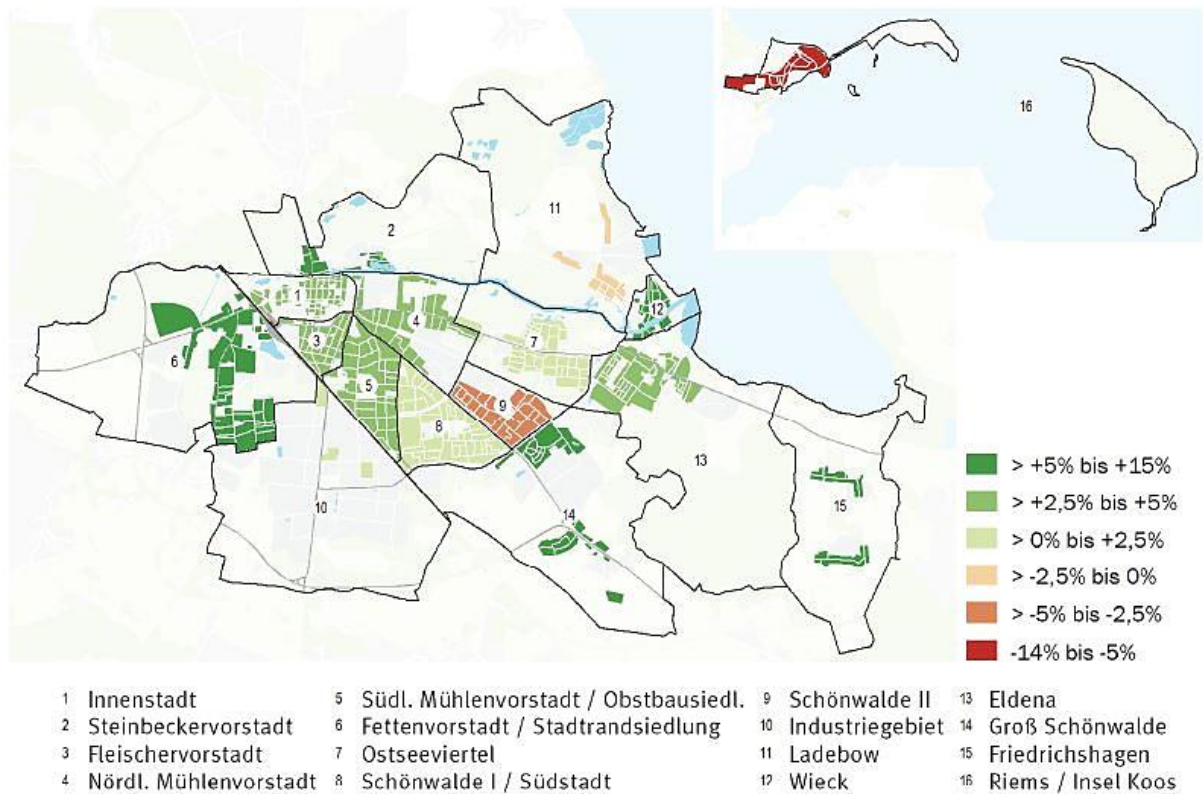 16
11
2
1
12
4
3
7
6
5
9
8
13
10
15
14
> +5% bis +15%
> +2,5% bis +5%
> 0% bis +2,5%
> -2,5% bis 0%
> -5% bis -2,5%
-14% bis -5%
1 Innenstadt
2 Steinbeckervorstadt
3 Fleischervorstadt
4 Nördl. Mühlenvorstadt
5 Südl. Mühlenvorstadt / Obstbausiedl.
6 Fettenvorstadt / Stadtrandsiedlung
7 Ostseeviertel
8 Schönwalde I / Südstadt
9 Schönwalde II
10 Industriegebiet
11 Ladebow
12 Wieck
13 Eldena
14 Groß Schönwalde
15 Friedrichshagen
16 Riems / Insel Koos